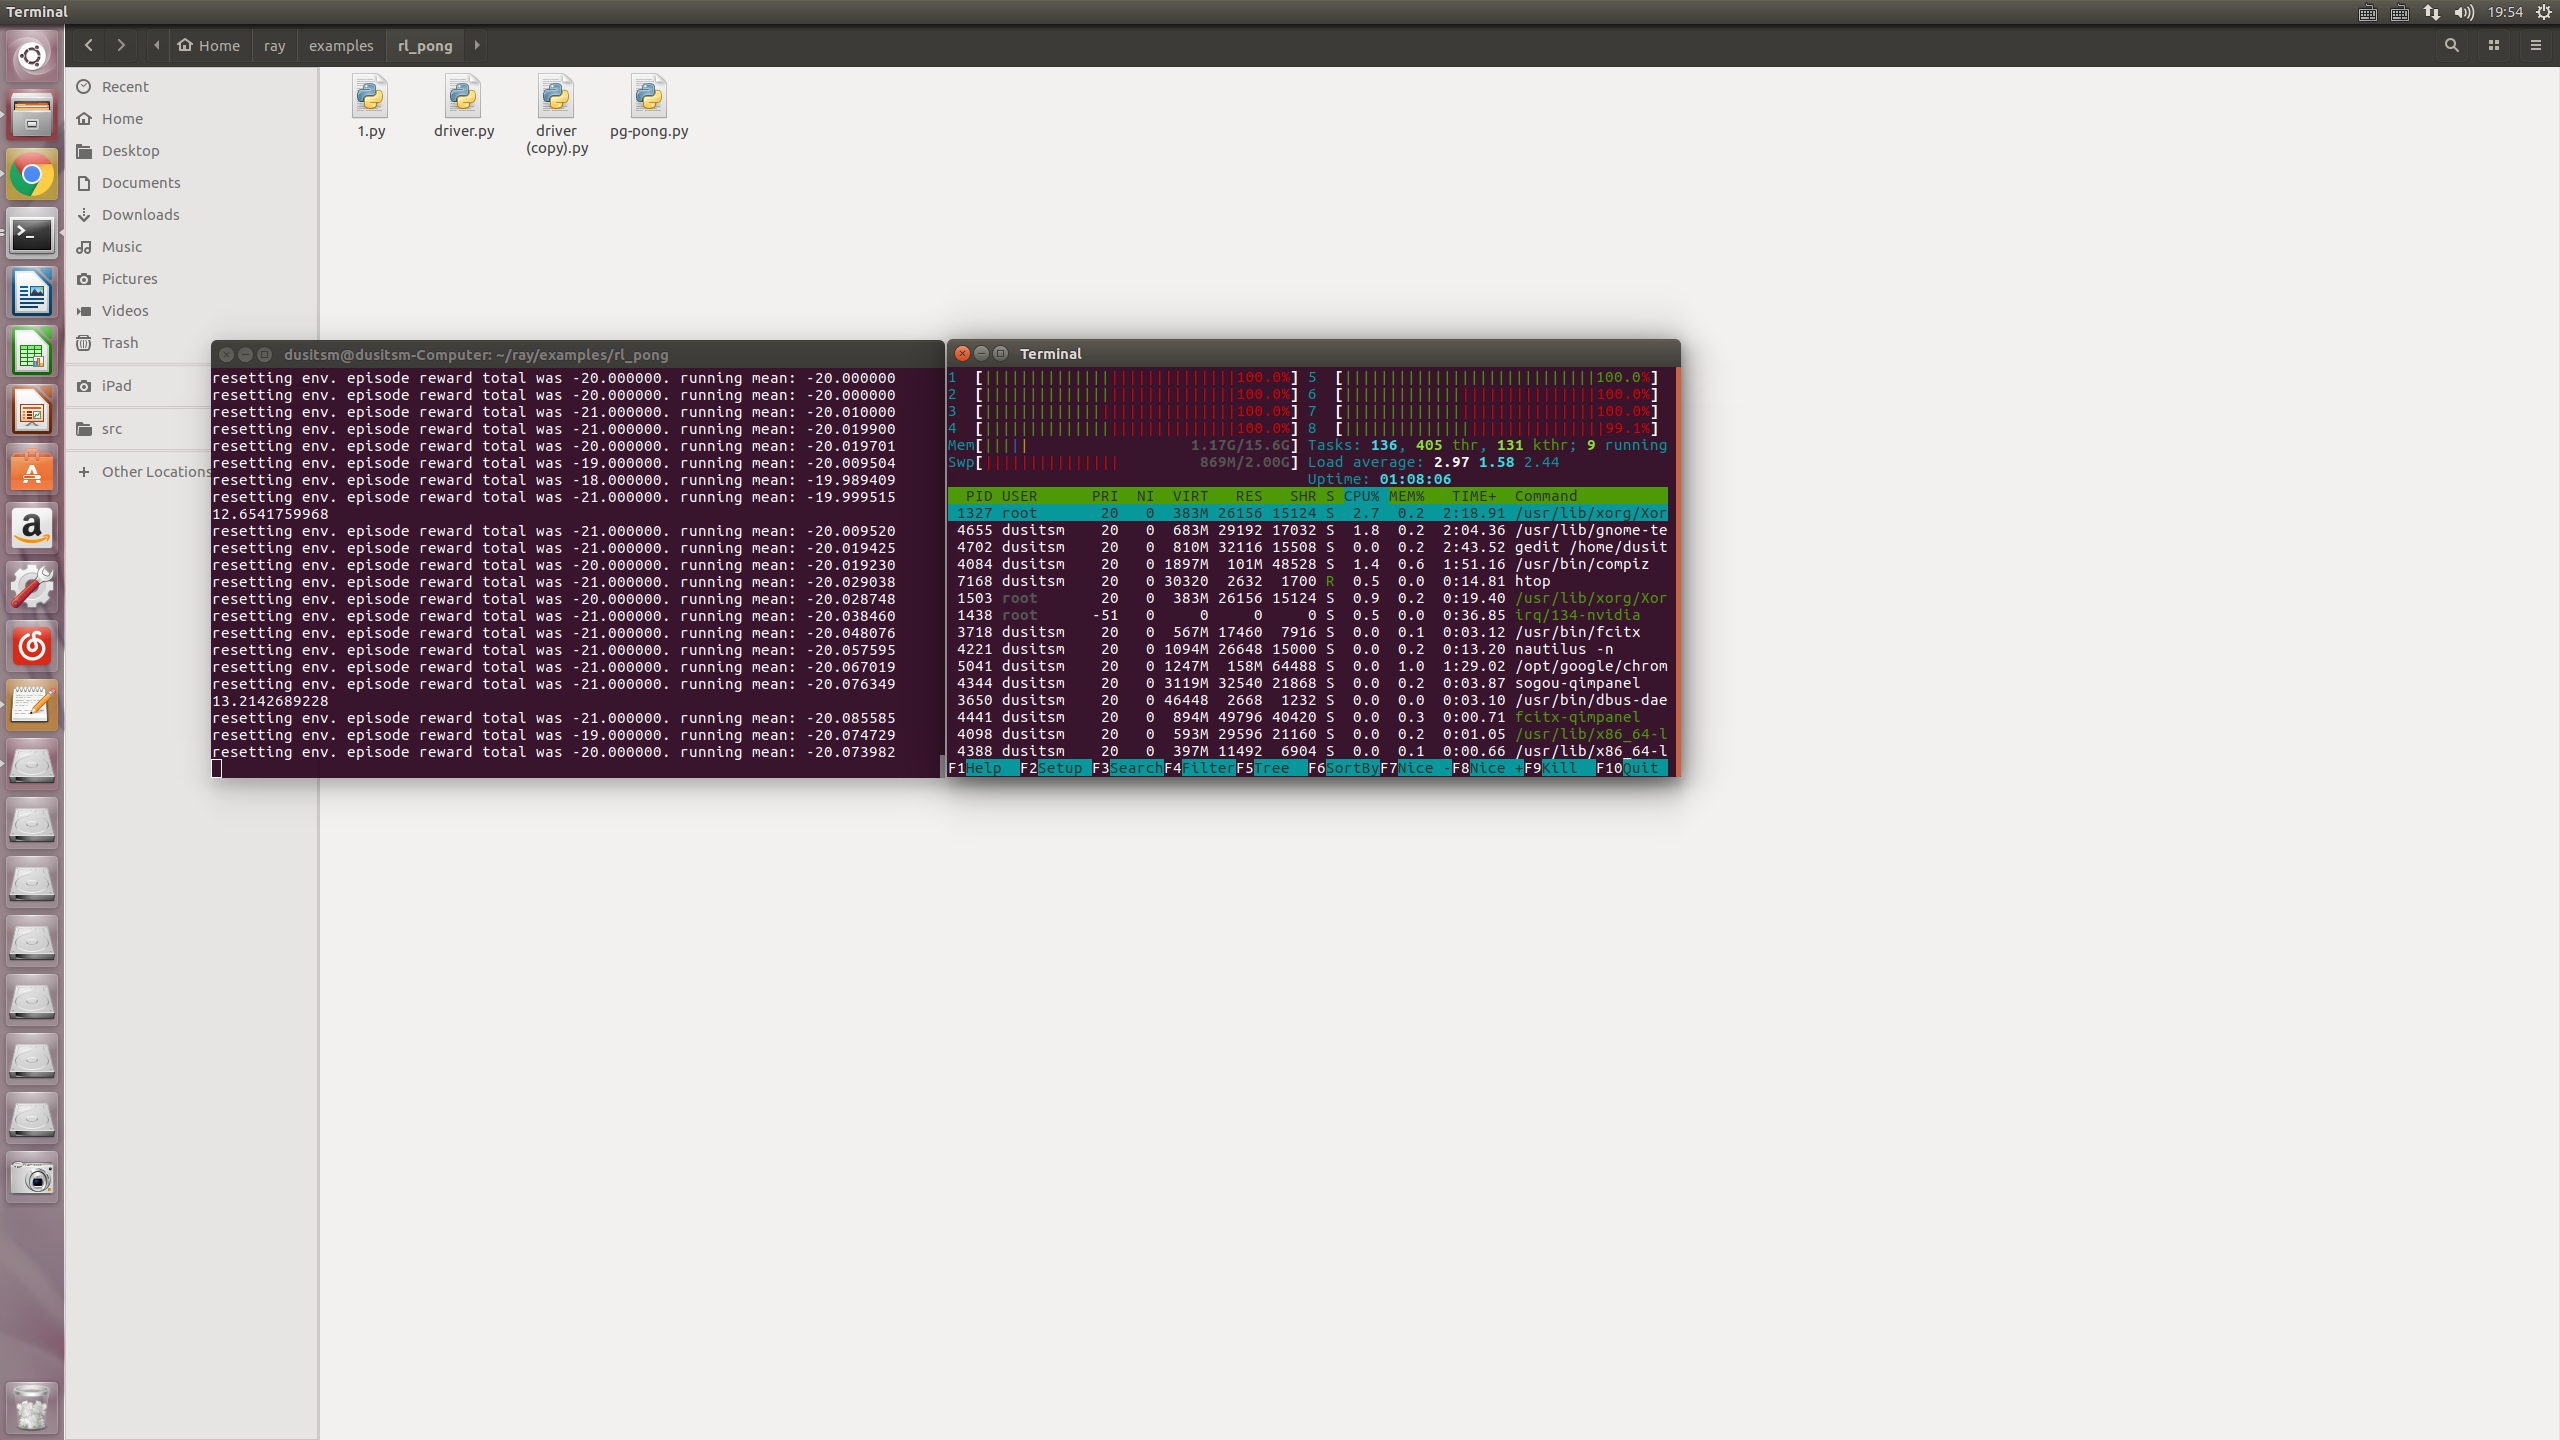 Terminal
19:54
Home ray examples rl_pong
Recent
Home
Desktop
Documents
Downloads
Music
Pictures
Videos
Trash
iPad
src
Other Locations
1.py
driver.py
driver
(copy).py
pg-pong.py
dusitsm@dusitsm-Computer: ~/ray/examples/rl_pong
resetting env. episode reward total was -20.000000. running mean: -20.000000
resetting env. episode reward total was -20.000000. running mean: -20.000000
resetting env. episode reward total was -21.000000. running mean: -20.010000
resetting env. episode reward total was -21.000000. running mean: -20.019900
resetting env. episode reward total was -20.000000. running mean: -20.019701
resetting env. episode reward total was -19.000000. running mean: -20.009504
resetting env. episode reward total was -18.000000. running mean: -19.989409
resetting env. episode reward total was -21.000000. running mean: -19.999515
12.6541759968
resetting env. episode reward total was -21.000000. running mean: -20.009520
resetting env. episode reward total was -21.000000. running mean: -20.019425
resetting env. episode reward total was -20.000000. running mean: -20.019230
resetting env. episode reward total was -21.000000. running mean: -20.029038
resetting env. episode reward total was -20.000000. running mean: -20.028748
resetting env. episode reward total was -21.000000. running mean: -20.038460
resetting env. episode reward total was -21.000000. running mean: -20.048076
resetting env. episode reward total was -21.000000. running mean: -20.057595
resetting env. episode reward total was -21.000000. running mean: -20.067019
resetting env. episode reward total was -21.000000. running mean: -20.076349
13.2142689228
resetting env. episode reward total was -21.000000. running mean: -20.085585
resetting env. episode reward total was -19.000000. running mean: -20.074729
resetting env. episode reward total was -20.000000. running mean: -20.073982
Terminal
1 [||||||||||||||||||||||||||||100.0%] 5 [||||||||||||||||||||||||||||100.0%]
2 [||||||||||||||||||||||||||||100.0%] 6 [||||||||||||||||||||||||||||100.0%]
3 [||||||||||||||||||||||||||||100.0%] 7 [||||||||||||||||||||||||||||100.0%]
4 [||||||||||||||||||||||||||||100.0%] 8 [|||||||||||||||||||||||||||||99.1%]
Mem[||||| 1.17G/15.6G] Tasks: 136, 405 thr, 131 kthr; 9 running
Swp[||||||||||||||| 869M/2.00G] Load average: 2.97 1.58 2.44
Uptime: 01:08:06
PID USER PRI NI VIRT RES SHR S CPU% MEM% TIME+ Command
1327 root 20 0 383M 26156 15124 S 2.7 0.2 2:18.91 /usr/lib/xorg/Xor
4655 dusitsm 20 0 683M 29192 17032 S 1.8 0.2 2:04.36 /usr/lib/gnome-te
4702 dusitsm 20 0 810M 32116 15508 S 0.0 0.2 2:43.52 gedit /home/dusit
4084 dusitsm 20 0 1897M 101M 48528 S 1.4 0.6 1:51.16 /usr/bin/compiz
7168 dusitsm 20 0 30320 2632 1700 R 0.5 0.0 0:14.81 htop
1503 root 20 0 383M 26156 15124 S 0.9 0.2 0:19.40 /usr/lib/xorg/Xor
1438 root -51 0 0 0 0 S 0.5 0.0 0:36.85 irq/134-nvidia
3718 dusitsm 20 0 567M 17460 7916 S 0.0 0.1 0:03.12 /usr/bin/fcitx
4221 dusitsm 20 0 1094M 26648 15000 S 0.0 0.2 0:13.20 nautilus -n
5041 dusitsm 20 0 1247M 158M 64488 S 0.0 1.0 1:29.02 /opt/google/chrom
4344 dusitsm 20 0 3119M 32540 21868 S 0.0 0.2 0:03.87 sogou-qimpanel
3650 dusitsm 20 0 46448 2668 1232 S 0.0 0.0 0:03.10 /usr/bin/dbus-dae
4441 dusitsm 20 0 894M 49796 40420 S 0.0 0.3 0:00.71 fcitx-qimpanel
4098 dusitsm 20 0 593M 29596 21160 S 0.0 0.2 0:01.05 /usr/lib/x86_64-l
4388 dusitsm 20 0 397M 11492 6904 S 0.0 0.1 0:00.66 /usr/lib/x86_64-l
F1Help F2Setup F3SearchF4FilterF5Tree F6SortByF7Nice -F8Nice +F9Kill F10Quit